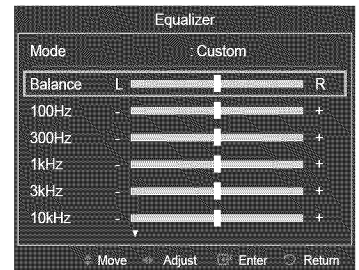 Equalizer
Mode : Custom
Balance L R
100Hz - +
300Hz - +
1kHz - +
3kHz - +
10kHz - +
Move Adjust Enter Return